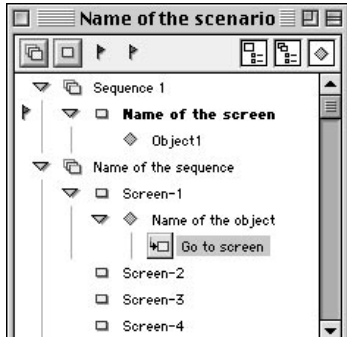 Name of the scenario
Sequence 1
Name of the screen
Object1
Name of the sequence
Screen-1
Name of the object
Go to screen
Screen-2
Screen-3
Screen-4